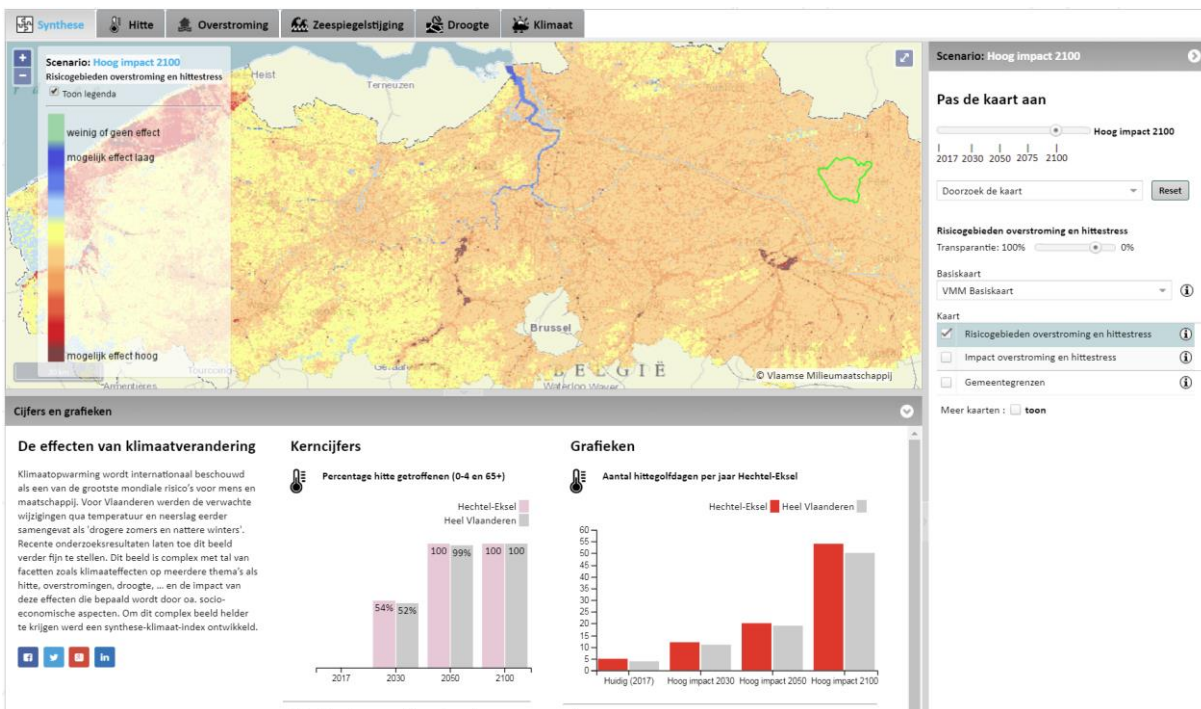 Synthese
Hitte
Overstroming
Zeespiegelstijging
Droogte
Klimaat
+
−
Scenario: Hoog impact 2100
Risicogebieden overstroming en hittestress
Toon legenda
weinig of geen effect
mogelijk effect laag
mogelijk effect hoog
Heist
Terneuzen
Tourcoing
Armentières
Brussel
BELGIË
Waterloo Waver
© Vlaamse Milieumaatschappij
Scenario: Hoog impact 2100
Pas de kaart aan
Hoog impact 2100
2017 2030 2050 2075 2100
Doorzoek de kaart
Reset
Risicogebieden overstroming en hittestress
Transparantie: 100% 0%
Basiskaart
VMM Basiskaart
Kaart
Risicogebieden overstroming en hittestress
Impact overstroming en hittestress
Gemeentegrenzen
Meer kaarten : toon
Cijfers en grafieken
De effecten van klimaatverandering
Klimaatopwarming wordt internationaal beschouwd
als een van de grootste mondiale risico's voor mens en
maatschappij. Voor Vlaanderen werden de verwachte
wijzigingen qua temperatuur en neerslag eerder
samengevat als 'drogere zomers en nattere winters'.
Recente onderzoeksresultaten laten toe dit beeld
verder fijn te stellen. Dit beeld is complex met tal van
facetten zoals klimaateffecten op meerdere thema's als
hitte, overstromingen, droogte, ... en de impact van
deze effecten die bepaald wordt door oa. socio-
economische aspecten. Om dit complex beeld helder
te krijgen werd een synthese-klimaat-index ontwikkeld.
Kerncijfers
Percentage hitte getroffenen (0-4 en 65+)
Hechtel-Eksel
Heel Vlaanderen
54% 52%
100 99%
100 100
2017 2030 2050 2100
Grafieken
Aantal hittegolfdagen per jaar Hechtel-Eksel
Hechtel-Eksel Heel Vlaanderen
60
55
50
45
40
35
30
25
20
15
10
5
0
Huidig (2017) Hoog impact 2030 Hoog impact 2050 Hoog impact 2100